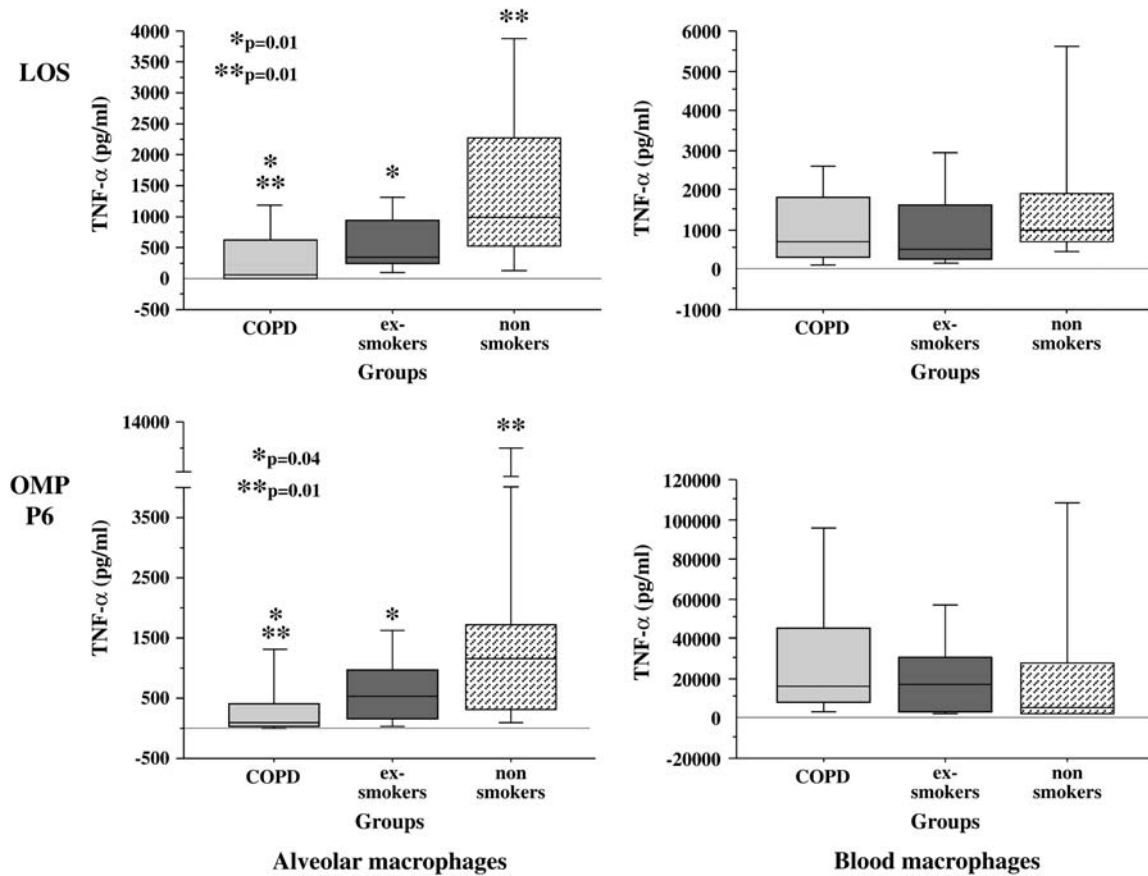 LOS
TNF-α (pg/ml)
4000
3500
3000
2500
2000
1500
1000
500
0
-500
*p=0.01
**p=0.01
*
**
*
**
COPD
ex-
smokers
non
smokers
Groups
TNF-α (pg/ml)
6000
5000
4000
3000
2000
1000
0
-1000
COPD
ex-
smokers
non
smokers
Groups
OMP
P6
TNF-α (pg/ml)
14000
3500
2500
1500
500
-500
*p=0.04
**p=0.01
*
**
*
**
COPD
ex-
smokers
non
smokers
Groups
Alveolar macrophages
TNF-α (pg/ml)
120000
100000
80000
60000
40000
20000
0
-20000
COPD
ex-
smokers
non
smokers
Groups
Blood macrophages